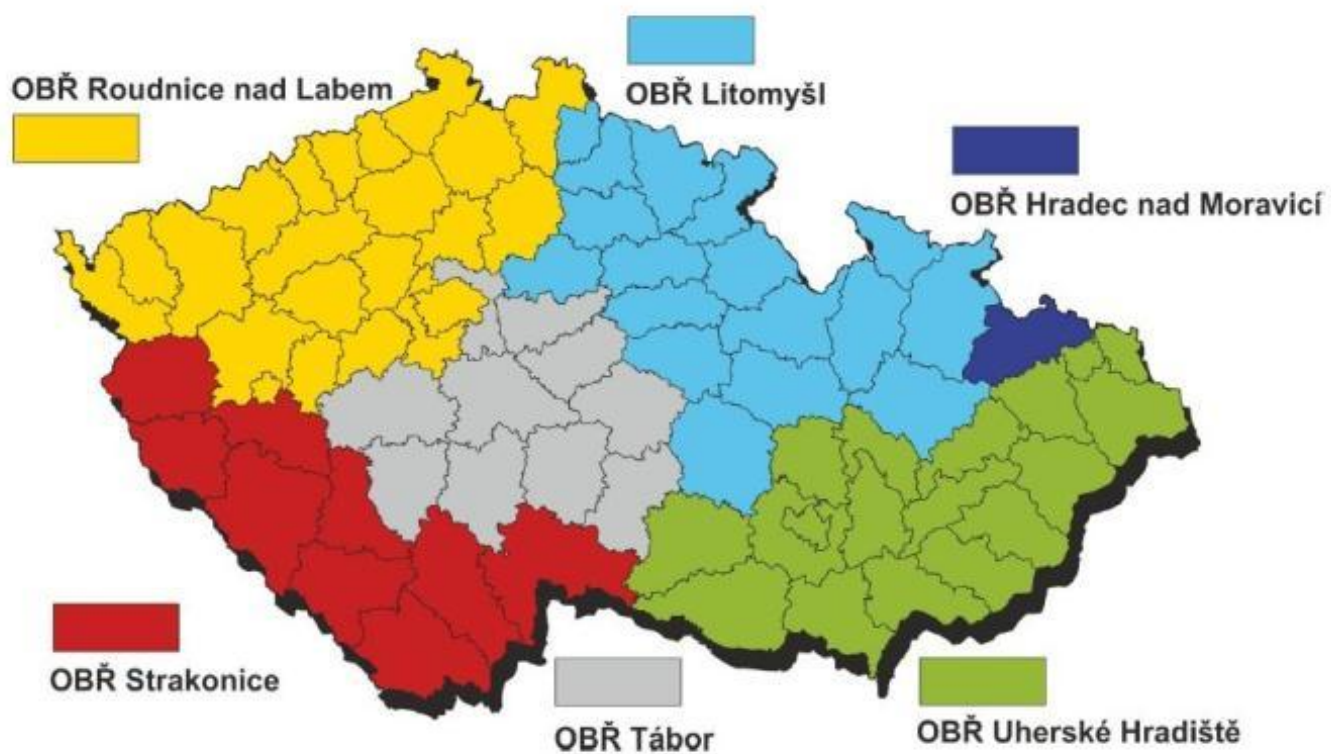 OBŘ Roudnice nad Labem
OBŘ Litomyšl
OBŘ Hradec nad Moravicí
OBŘ Strakonice
OBŘ Tábor
OBŘ Uherské Hradiště